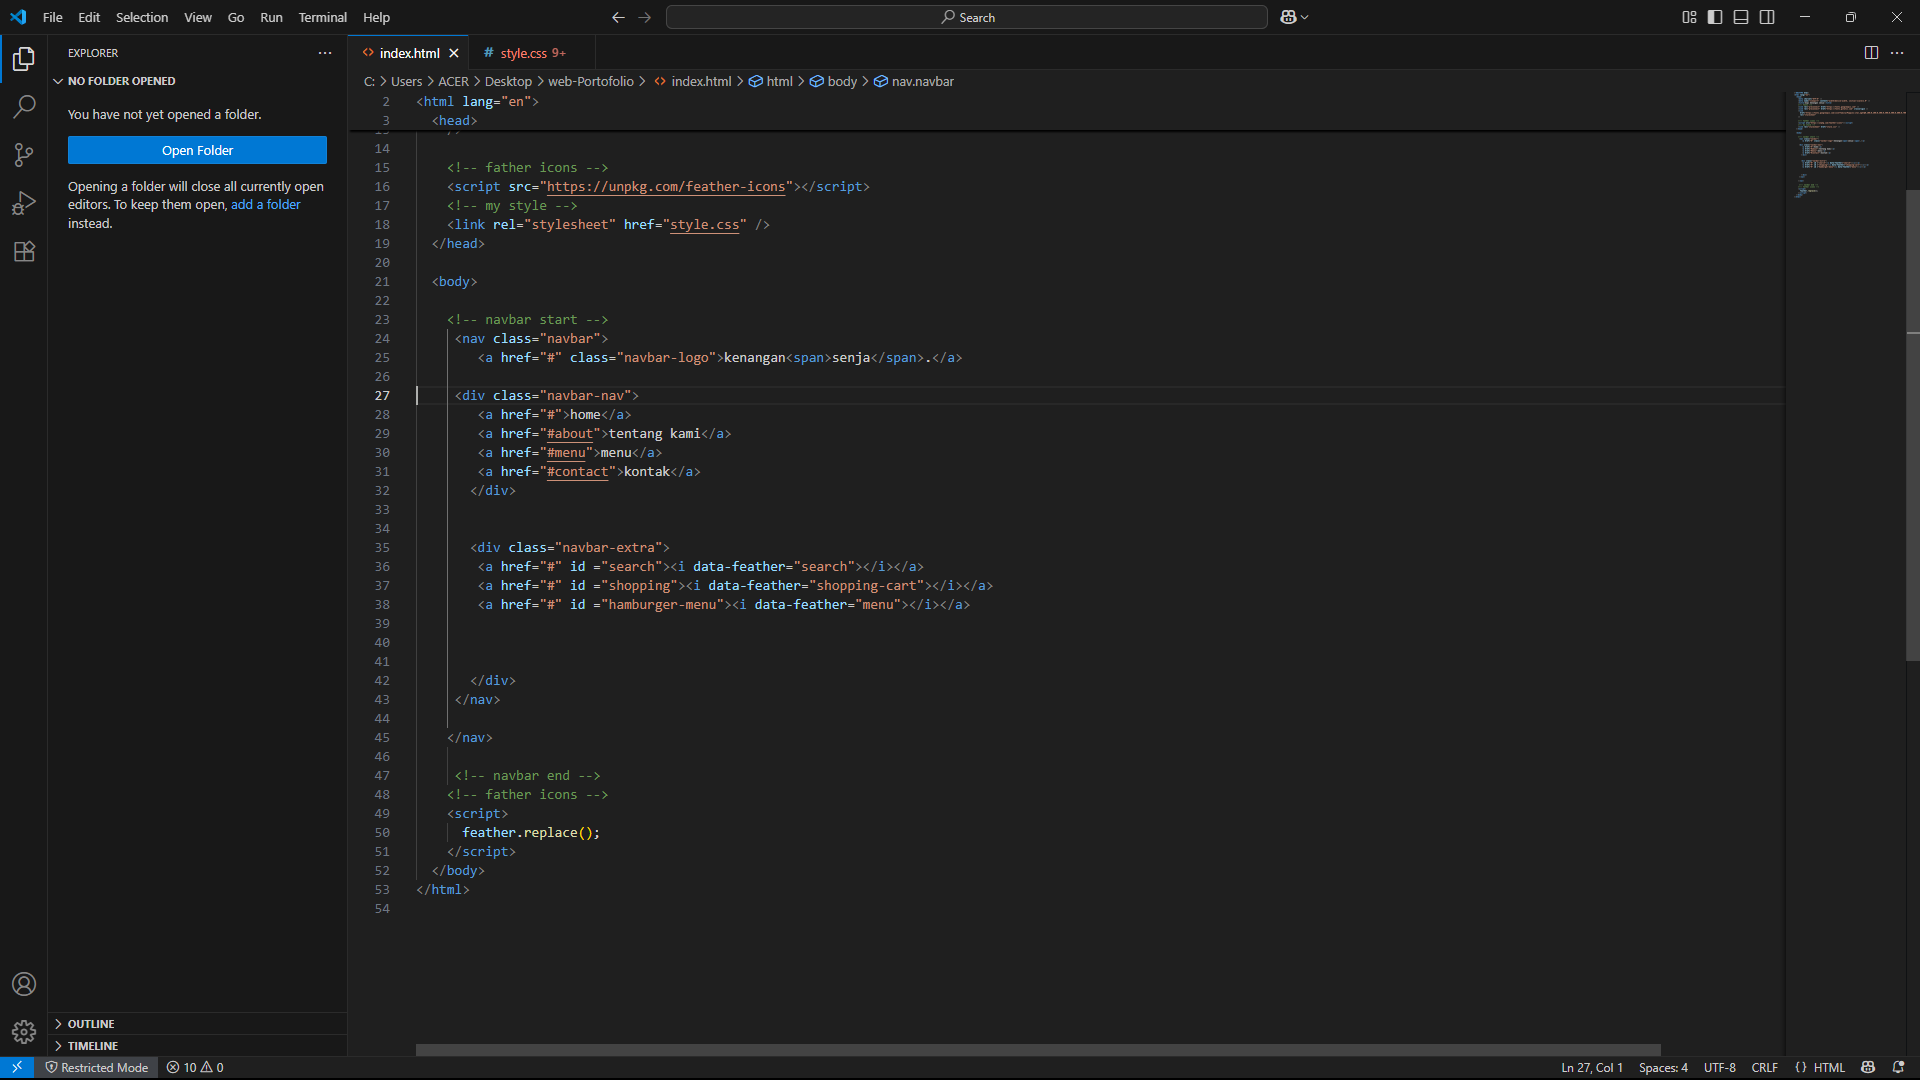 File Edit Selection View Go Run Terminal Help
Search
EXPLORER
NO FOLDER OPENED
You have not yet opened a folder.
Open Folder
Opening a folder will close all currently open
editors. To keep them open, add a folder
instead.
OUTLINE
TIMELINE
index.html
style.css 9+
C: > Users > ACER > Desktop > web-Portofolio > index.html > html > body > nav.navbar
2 <html lang="en">
3 <head>
14
15 <!-- father icons -->
16 <script src="https://unpkg.com/feather-icons"></script>
17 <!-- my style -->
18 <link rel="stylesheet" href="style.css" />
19 </head>
20
21 <body>
22
23 <!-- navbar start -->
24 <nav class="navbar">
25 <a href="#" class="navbar-logo">kenangan<span>senja</span>.</a>
26
27 <div class="navbar-nav">
28 <a href="#">home</a>
29 <a href="#about">tentang kami</a>
30 <a href="#menu">menu</a>
31 <a href="#contact">kontak</a>
32 </div>
33
34
35 <div class="navbar-extra">
36 <a href="#" id ="search"><i data-feather="search"></i></a>
37 <a href="#" id ="shopping"><i data-feather="shopping-cart"></i></a>
38 <a href="#" id ="hamburger-menu"><i data-feather="menu"></i></a>
39
40
41
42 </div>
43 </nav>
44
45 </nav>
46
47 <!-- navbar end -->
48 <!-- father icons -->
49 <script>
50 feather.replace();
51 </script>
52 </body>
53 </html>
54
Restricted Mode 10 0
Ln 27, Col 1 Spaces: 4 UTF-8 CRLF {} HTML